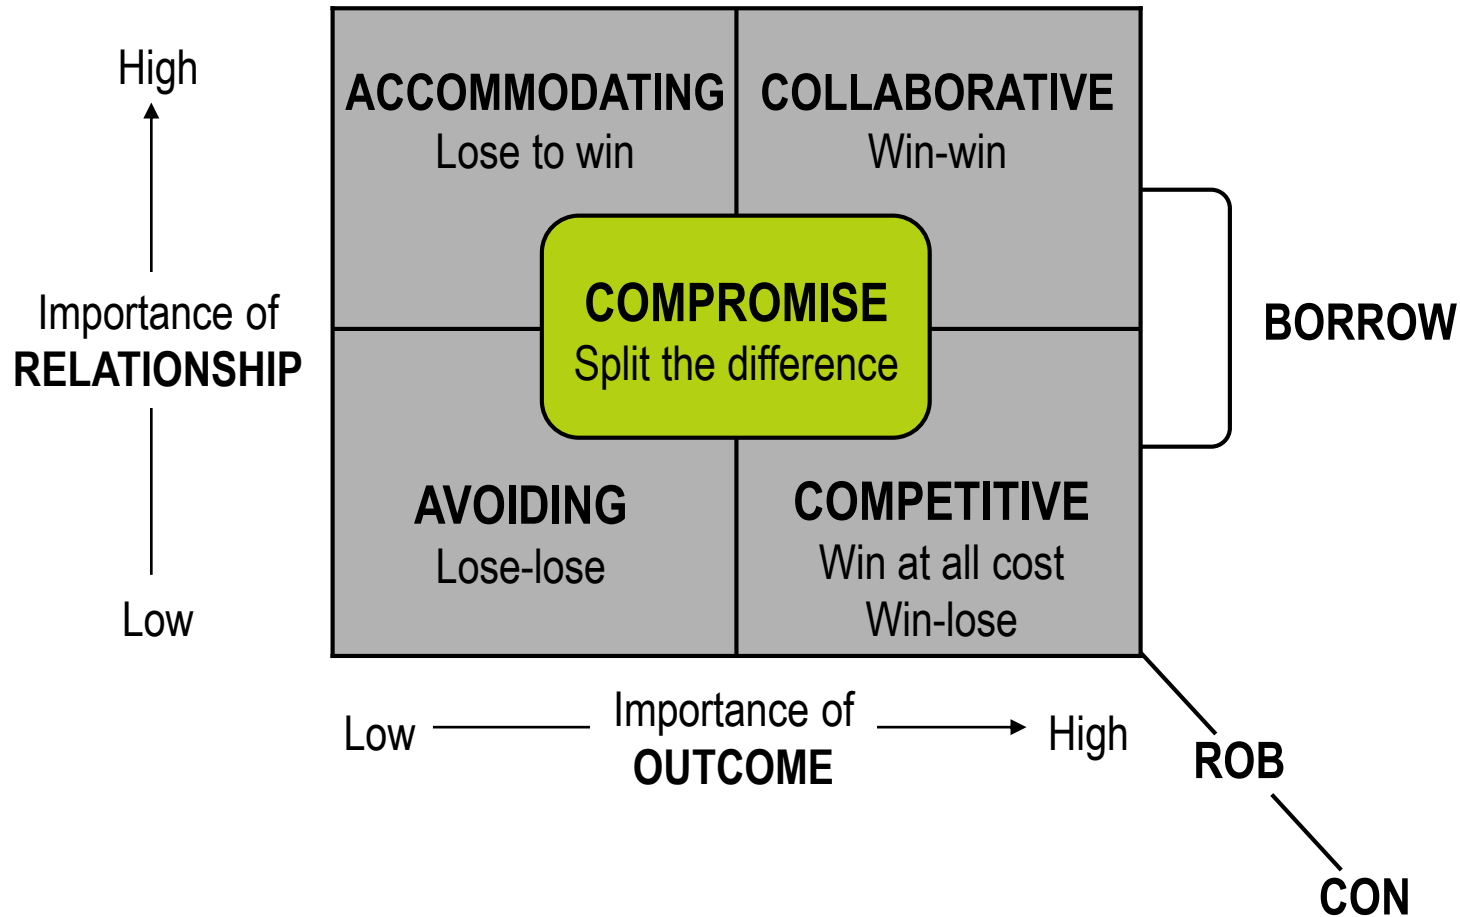 High
Importance of
RELATIONSHIP
Low
ACCOMMODATING
Lose to win
COLLABORATIVE
Win-win
COMPROMISE
Split the difference
AVOIDING
Lose-lose
COMPETITIVE
Win at all cost
Win-lose
BORROW
Low
Importance of
OUTCOME
High
ROB
CON